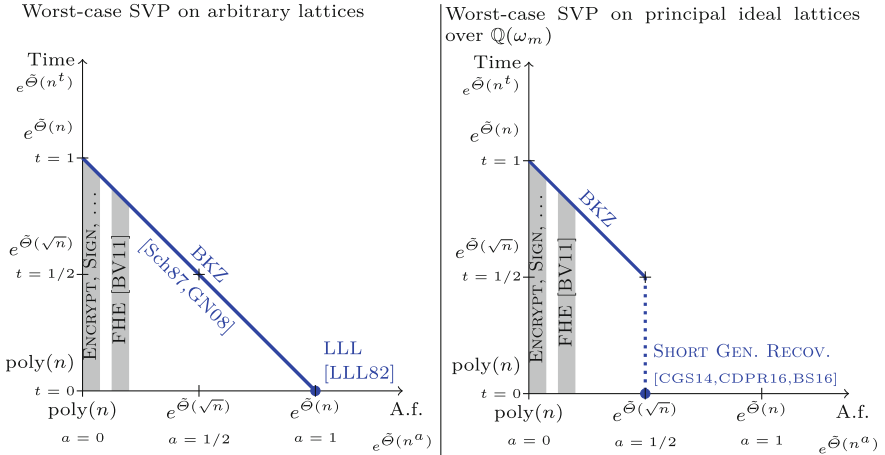 Worst-case SVP on arbitrary lattices
Time
e^Θ̃(n^t)
e^Θ̃(n)
t = 1
e^Θ̃(√n)
t = 1/2
poly(n)
t = 0
Encrypt, Sign, ...
FHE [BV11]
BKZ
[Sch87,GN08]
LLL
[LLL82]
poly(n) e^Θ̃(√n) e^Θ̃(n) A.f.
a = 0 a = 1/2 a = 1 e^Θ̃(n^a)
Worst-case SVP on principal ideal lattices
over ℚ(ω_m)
Time
e^Θ̃(n^t)
e^Θ̃(n)
t = 1
e^Θ̃(√n)
t = 1/2
poly(n)
t = 0
Encrypt, Sign, ...
FHE [BV11]
BKZ
Short Gen. Recov.
[CGS14,CDPR16,BS16]
poly(n) e^Θ̃(√n) e^Θ̃(n) A.f.
a = 0 a = 1/2 a = 1 e^Θ̃(n^a)